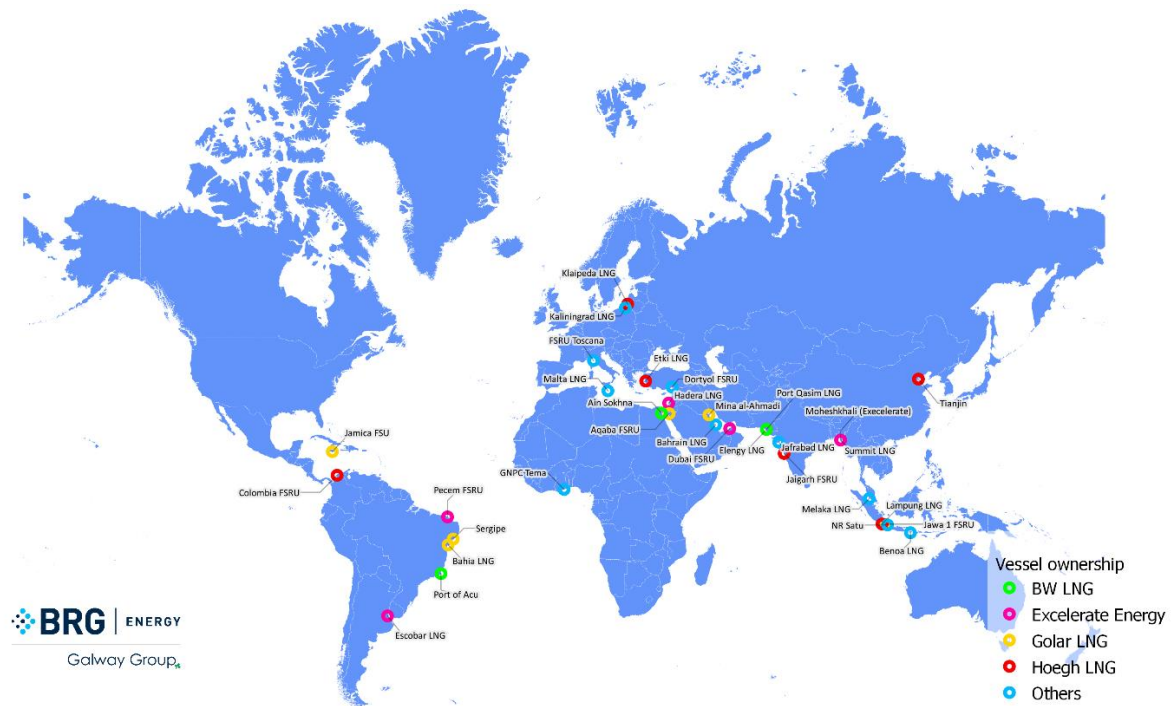 Klaipeda LNG
Kaliningrad LNG
FSRU Toscana
Etki LNG
Malta LNG
Dortyol FSRU
Hadera LNG
Port Qasim LNG
Ain Sokhna
Mina al-Ahmadi
Moheshkhali (Execelerate)
Tianjin
Aqaba FSRU
Jamica FSU
Bahrain LNG
Jafrabad LNG
Elengy LNG
Summit LNG
Dubai FSRU
GNPC-Tema
Jaigarh FSRU
Colombia FSRU
Pecem FSRU
Melaka LNG
Lampung LNG
NR Satu
Jawa 1 FSRU
Sergipe
Benoa LNG
Bahia LNG
Port of Acu
Escobar LNG
Vessel ownership
BW LNG
Excelerate Energy
Golar LNG
Hoegh LNG
Others
BRG | ENERGY
Galway Group